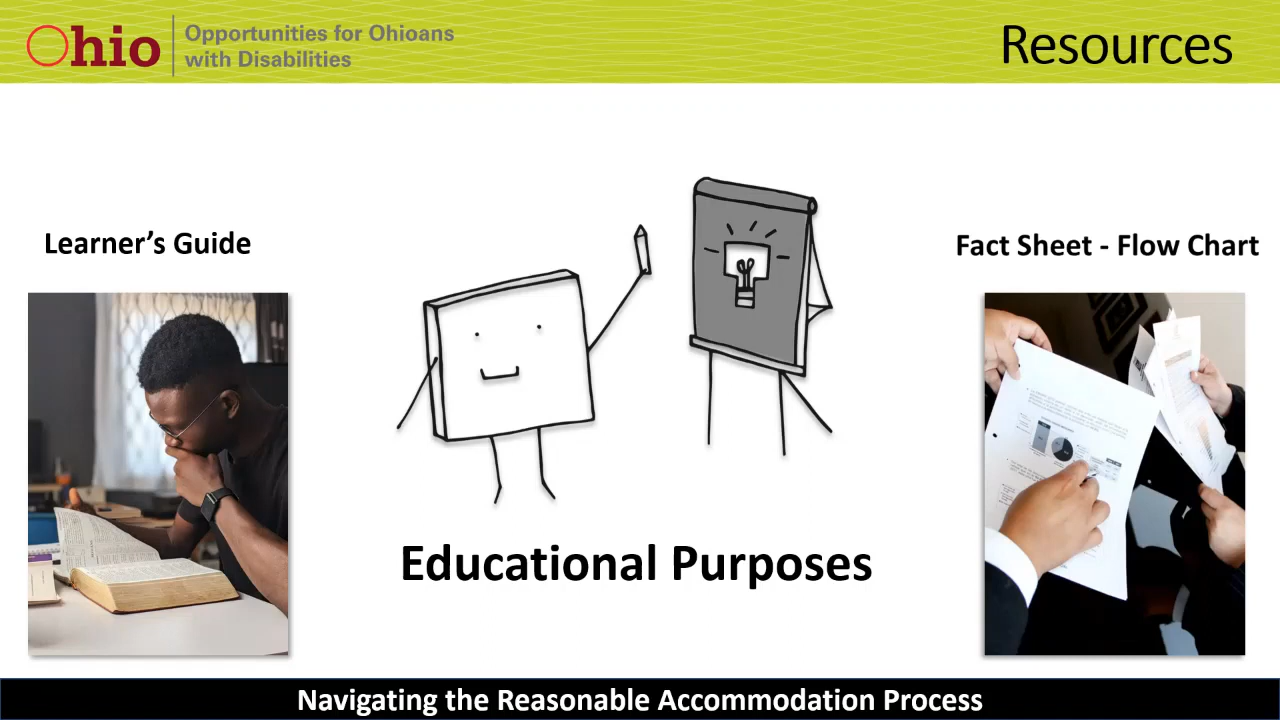 Ohio
Opportunities for Ohioans
with Disabilities
Resources
Learner's Guide
Fact Sheet - Flow Chart
Educational Purposes
Navigating the Reasonable Accommodation Process